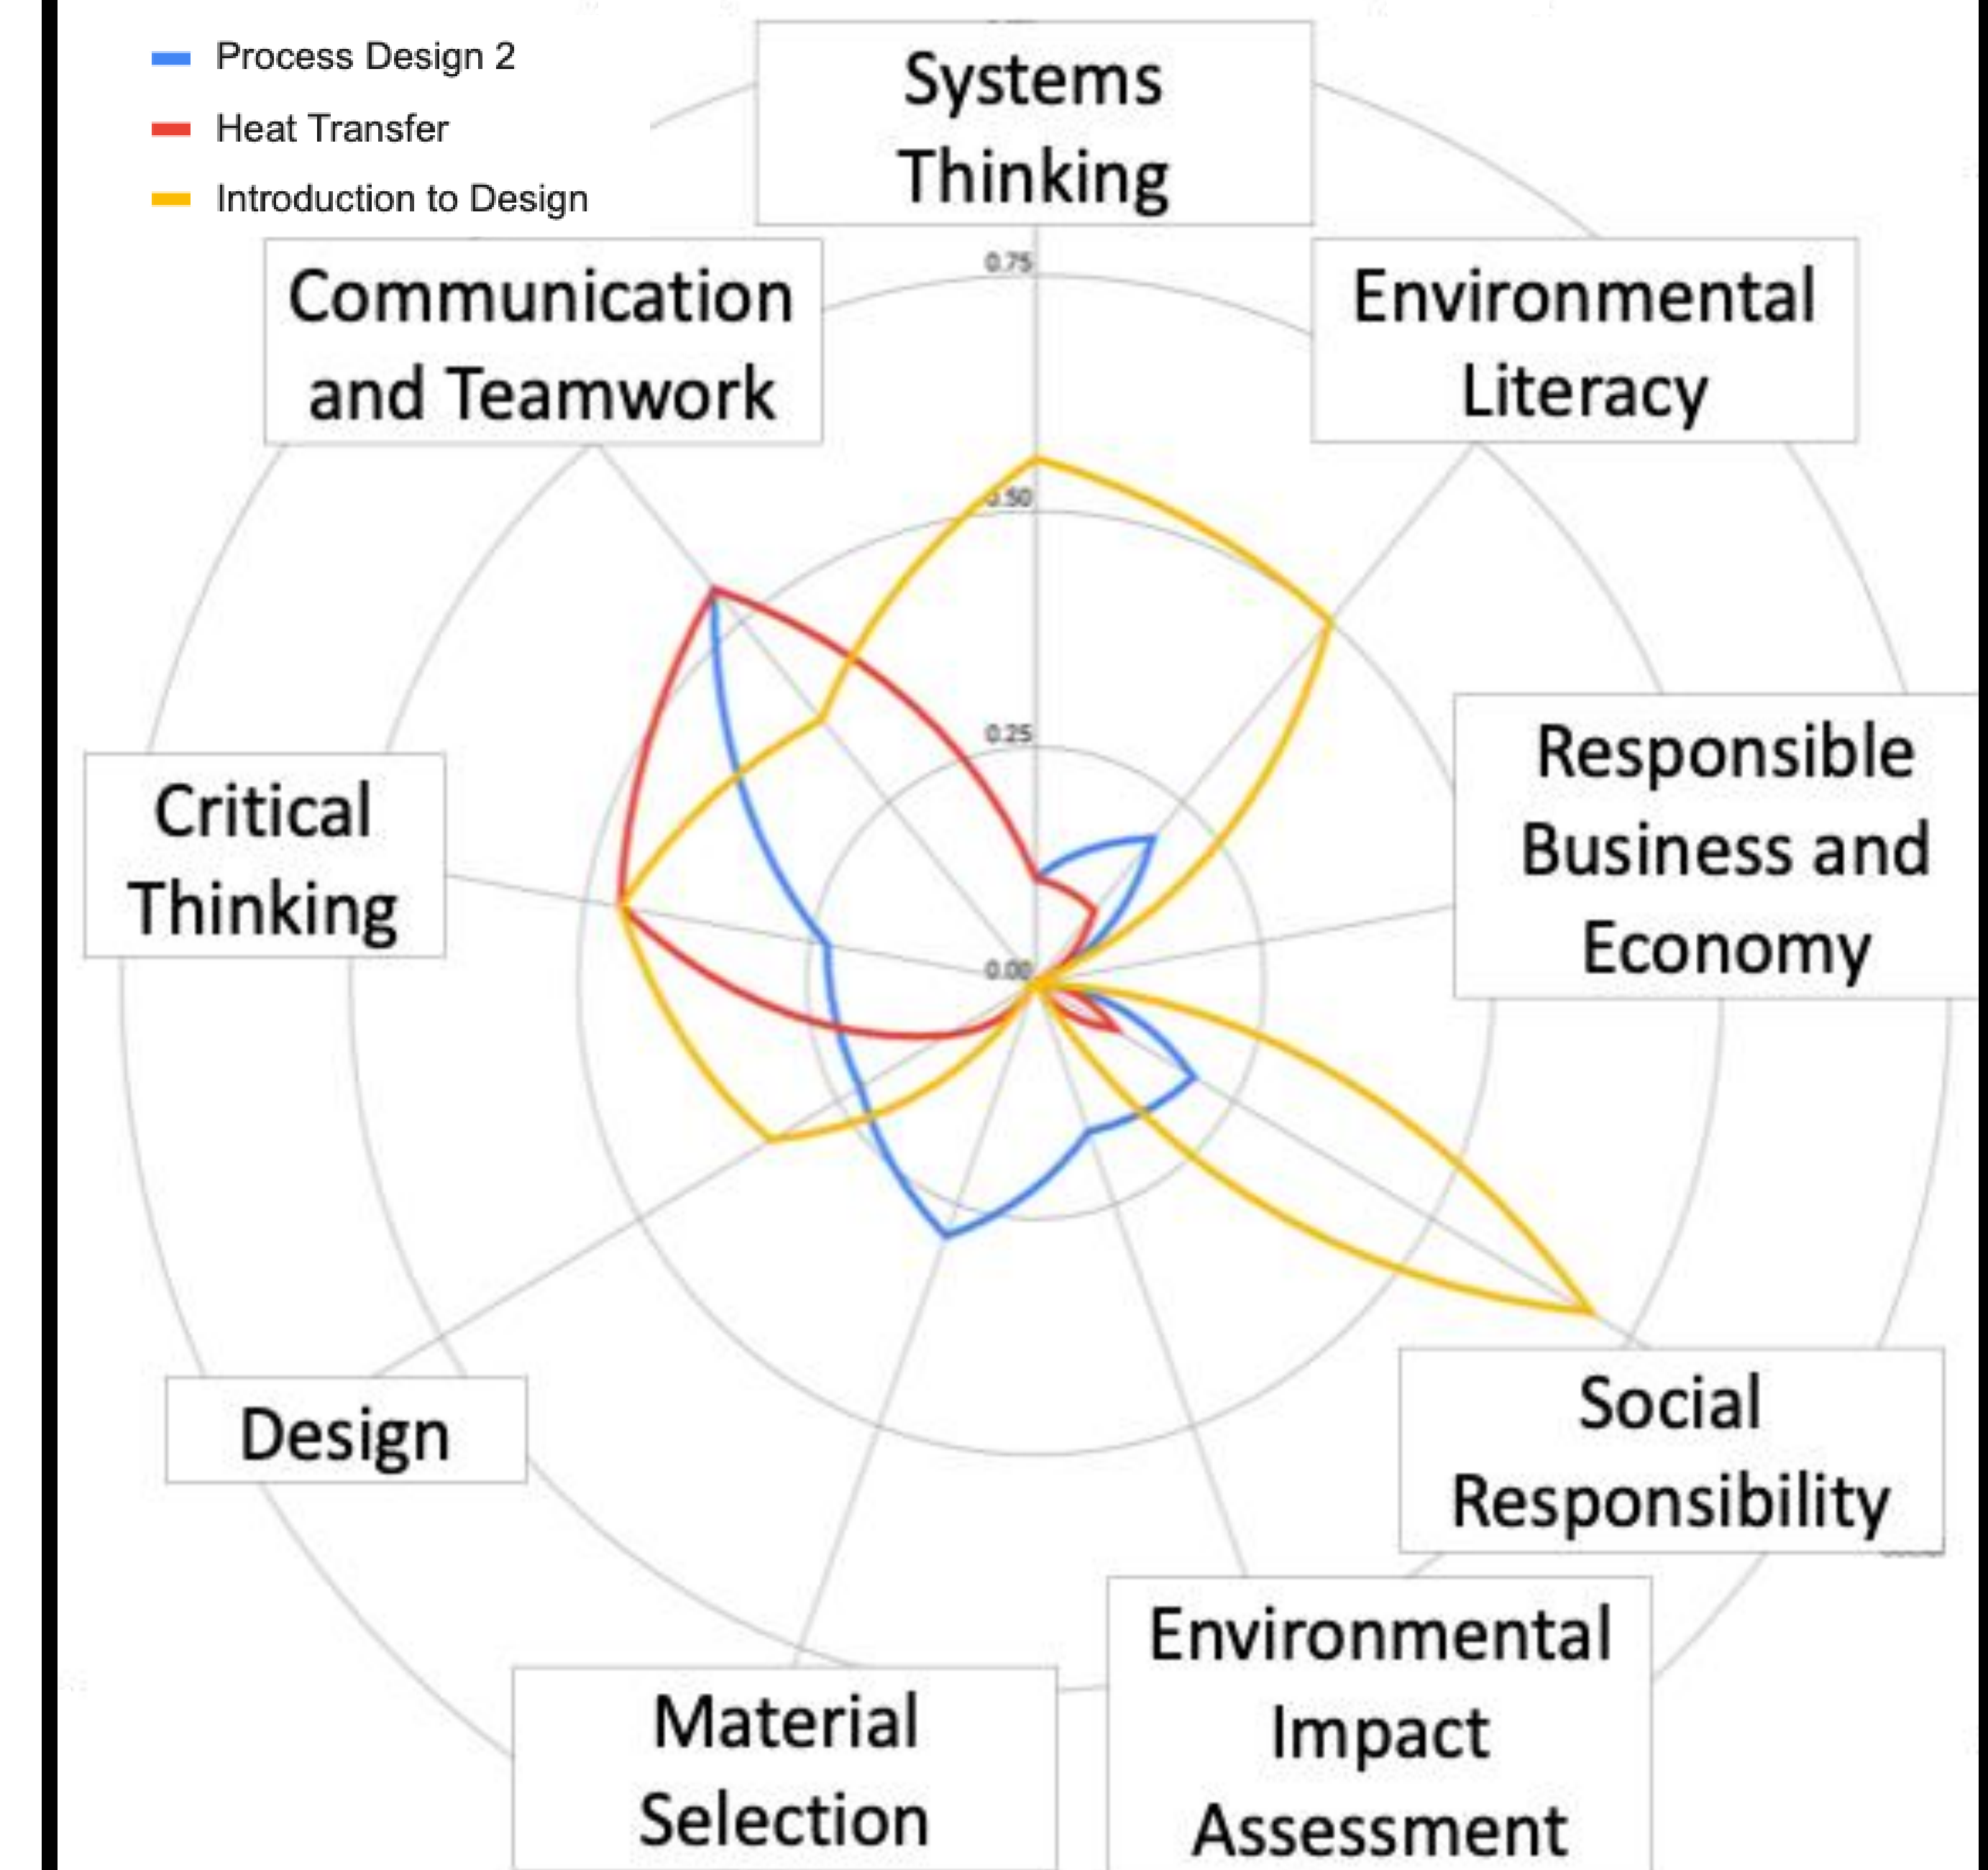 Process Design 2
Heat Transfer
Introduction to Design
Systems
Thinking
Communication
and Teamwork
Environmental
Literacy
0.75
0.50
0.25
0.00
Responsible
Business and
Economy
Critical
Thinking
Design
Social
Responsibility
Environmental
Impact
Assessment
Material
Selection